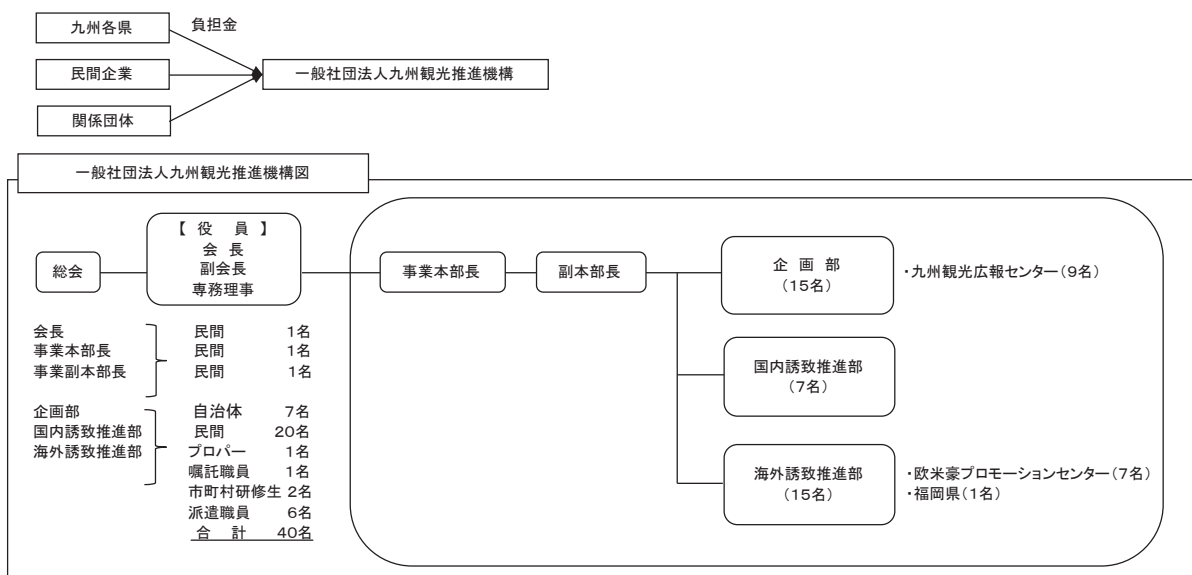 九州各県
負担金
民間企業
一般社団法人九州観光推進機構
関係団体
一般社団法人九州観光推進機構図
総会
【役 員】
会 長
副会長
専務理事
事業本部長
副本部長
企 画 部
(15名)
・九州観光広報センター(9名)
国内誘致推進部
(7名)
海外誘致推進部
(15名)
・欧米豪プロモーションセンター(7名)
・福岡県(1名)
会長 民間 1名
事業本部長 民間 1名
事業副本部長 民間 1名
企画部 自治体 7名
国内誘致推進部 民間 20名
海外誘致推進部 プロパー 1名
嘱託職員 1名
市町村研修生 2名
派遣職員 6名
合 計 40名